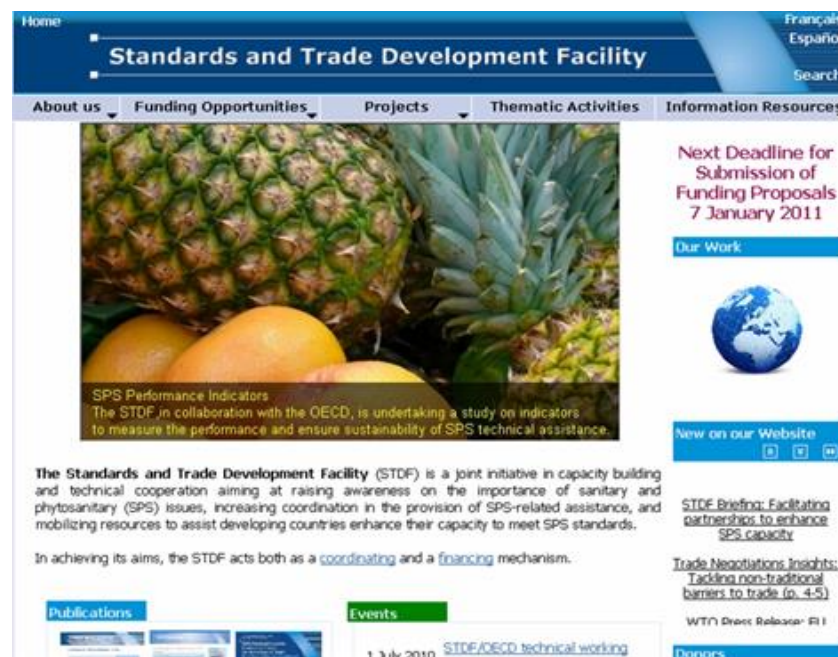 Home
Français
Españo
Standards and Trade Development Facility
Search
About us Funding Opportunities Projects Thematic Activities Information Resources
Next Deadline for
Submission of
Funding Proposals
7 January 2011
Our Work
SPS Performance Indicators
The STDF, in collaboration with the OECD, is undertaking a study on indicators
to measure the performance and ensure sustainability of SPS technical assistance.
New on our Website
The Standards and Trade Development Facility (STDF) is a joint initiative in capacity building
and technical cooperation aiming at raising awareness on the importance of sanitary and
phytosanitary (SPS) issues, increasing coordination in the provision of SPS-related assistance, and
mobilizing resources to assist developing countries enhance their capacity to meet SPS standards.
In achieving its aims, the STDF acts both as a coordinating and a financing mechanism.
STDF Briefing: Facilitating
partnerships to enhance
SPS capacity
Trade Negotiations Insights:
Tackling non-traditional
barriers to trade (p. 4-5)
WTO Press Release: EU
Publications
Events
1 July 2010 STDF/OECD technical working
Donors